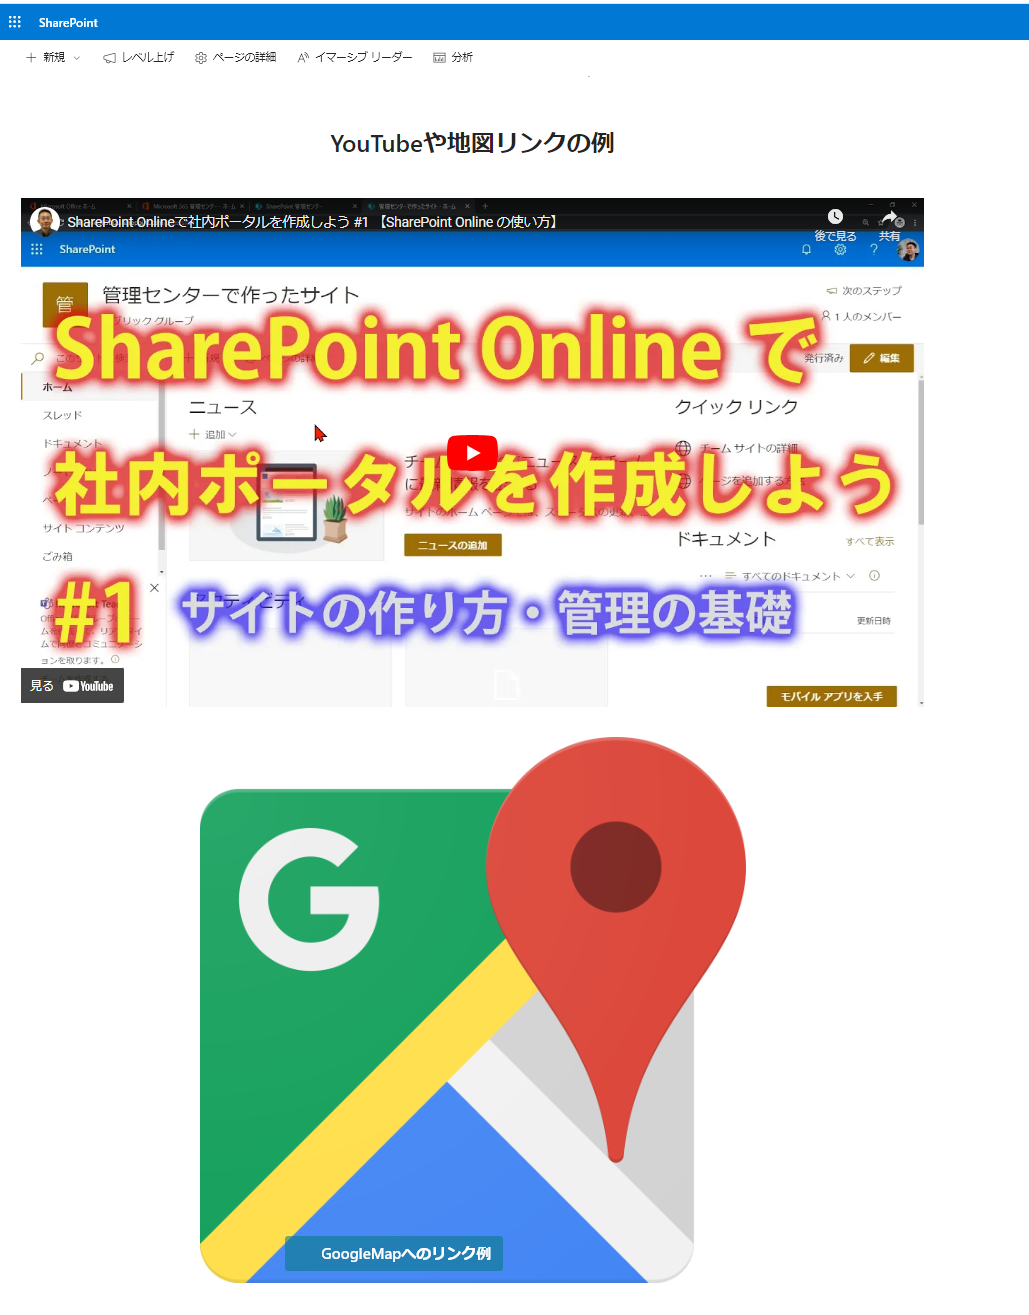 SharePoint
新規
レベル上げ
ページの詳細
イマーシブ リーダー
分析
YouTubeや地図リンクの例
SharePoint Onlineで社内ポータルを作成しよう #1 【SharePoint Online の使い方】
後で見る
共有
SharePoint
管
管理センターで作ったサイト
次のステップ
1 人のメンバー
SharePoint Online で
発行済み
編集
ホーム
ニュース
クイック リンク
スレッド
追加
ドキュメント
チーム サイトの詳細
社内ポータルを作成しよう
サイト コンテンツ
ニュースの追加
ドキュメント
すべて表示
ごみ箱
すべてのドキュメント
#1 サイトの作り方・管理の基礎
更新日時
ョンを取ります。
見る YouTube
モバイル アプリを入手
G
GoogleMapへのリンク例